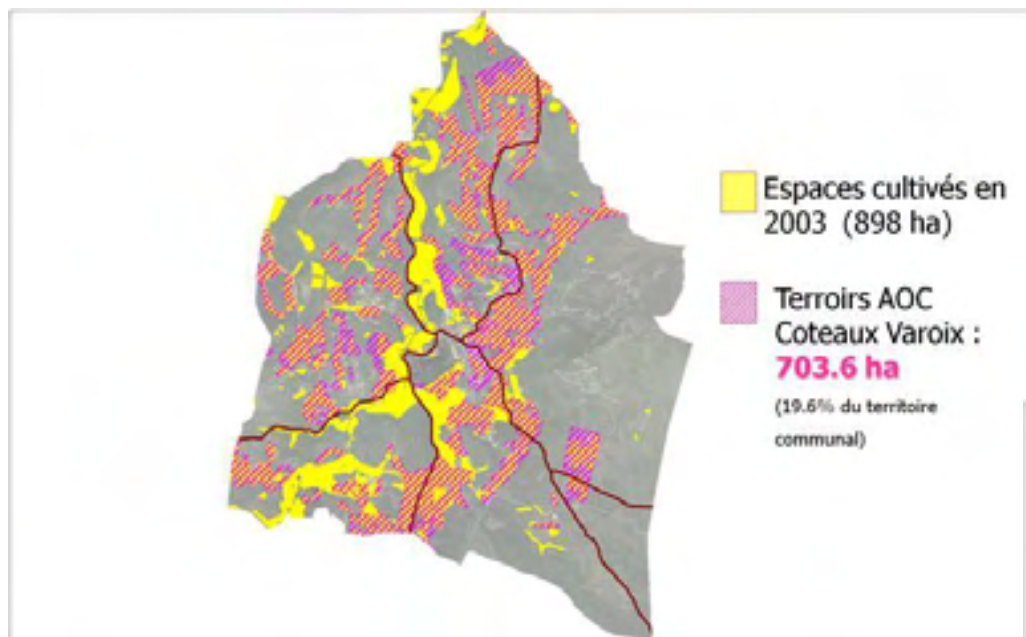 Espaces cultivés en
2003 (898 ha)
Terroirs AOC
Coteaux Varoix :
703.6 ha
(19.6% du territoire
communal)